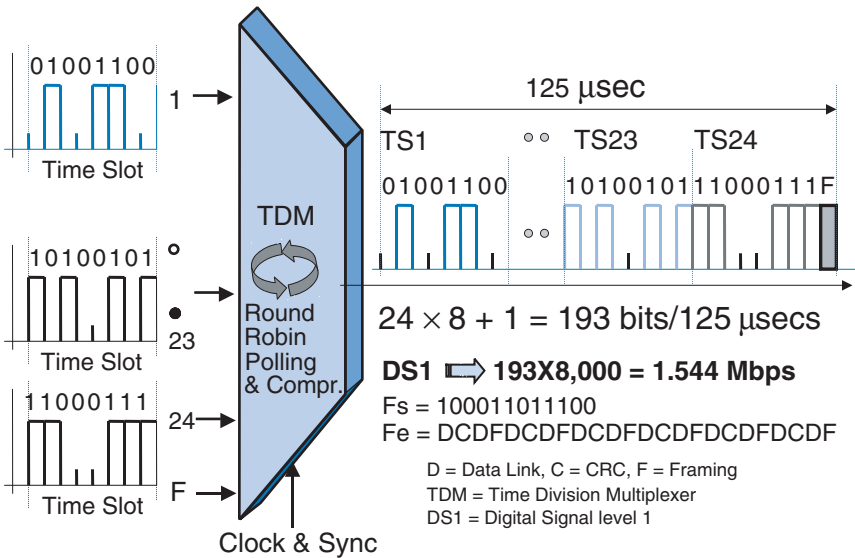 01001100
1
Time Slot
10100101
23
Time Slot
11000111
24
Time Slot
F
TDM
Round
Robin
Polling
& Compr.
Clock & Sync
125 μsec
TS1 TS23 TS24
01001100 10100101 11000111F
24 × 8 + 1 = 193 bits/125 μsecs
DS1 193X8,000 = 1.544 Mbps
Fs = 100011011100
Fe = DCDFDCDFDCDFDCDFDCDFDCDF
D = Data Link, C = CRC, F = Framing
TDM = Time Division Multiplexer
DS1 = Digital Signal level 1